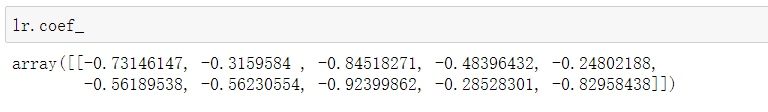 lr.coef_
array([[-0.73146147, -0.3159584 , -0.84518271, -0.48396432, -0.24802188,
-0.56189538, -0.56230554, -0.92399862, -0.28528301, -0.82958438]])